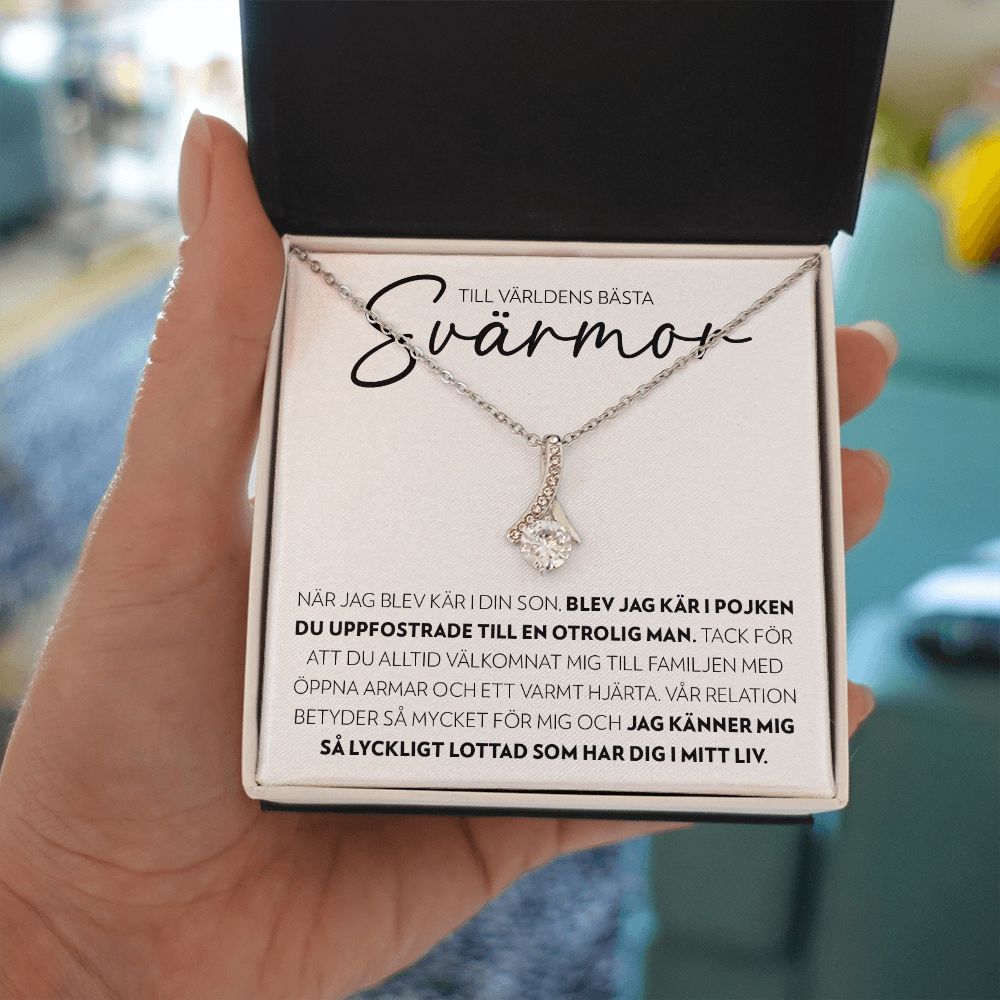 TILL VÄRLDENS BÄSTA
Svärmor
NÄR JAG BLEV KÄR I DIN SON, BLEV JAG KÄR I POJKEN
DU UPPFOSTRADE TILL EN OTROLIG MAN. TACK FÖR
ATT DU ALLTID VÄLKOMNAT MIG TILL FAMILJEN MED
ÖPPNA ARMAR OCH ETT VARMT HJÄRTA. VÅR RELATION
BETYDER SÅ MYCKET FÖR MIG OCH JAG KÄNNER MIG
SÅ LYCKLIGT LOTTAD SOM HAR DIG I MITT LIV.